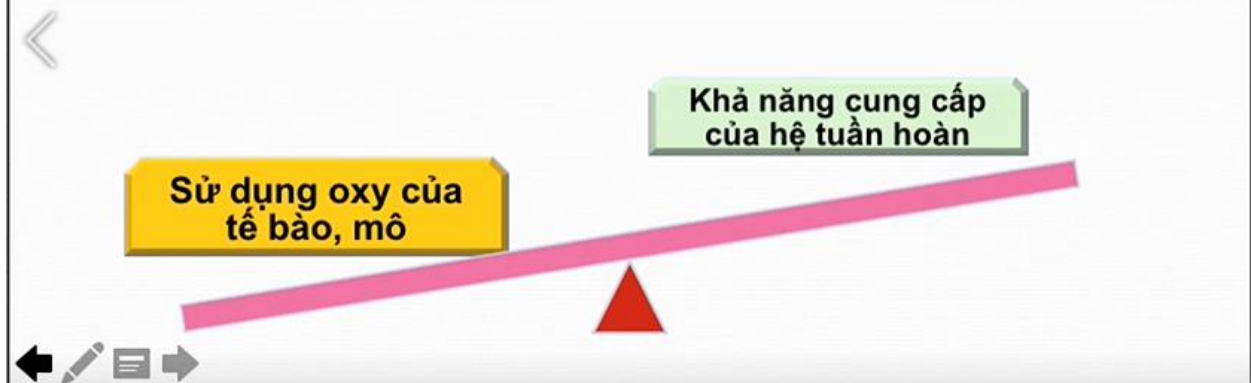 Khả năng cung cấp
của hệ tuần hoàn
Sử dụng oxy của
tế bào, mô